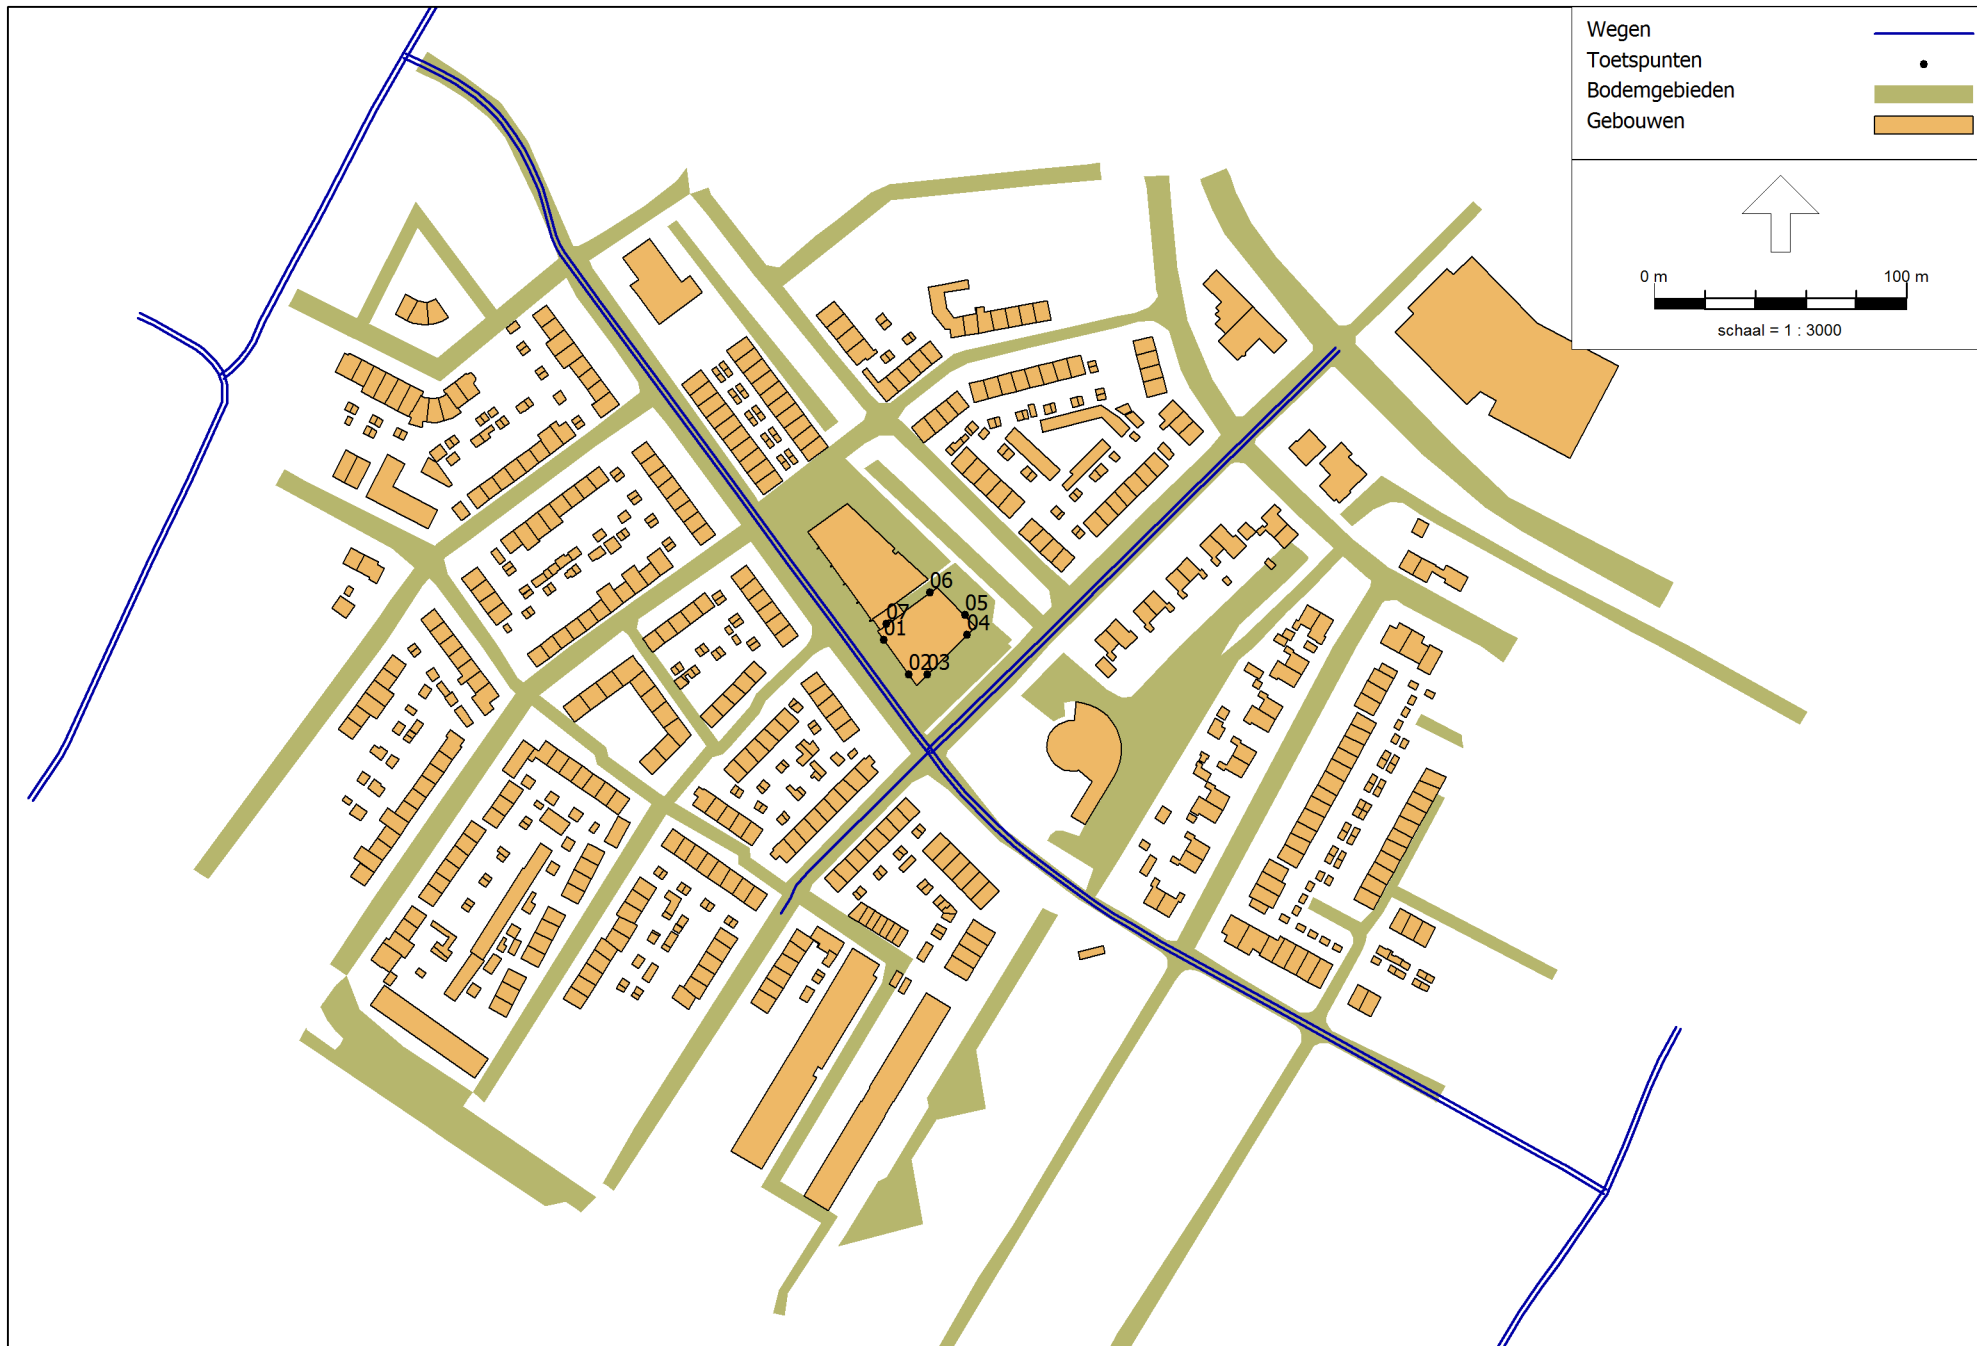 Wegen
Toetspunten
Bodemgebieden
Gebouwen
0 m 100 m
schaal = 1 : 3000
06
05
07
04
01
02 03